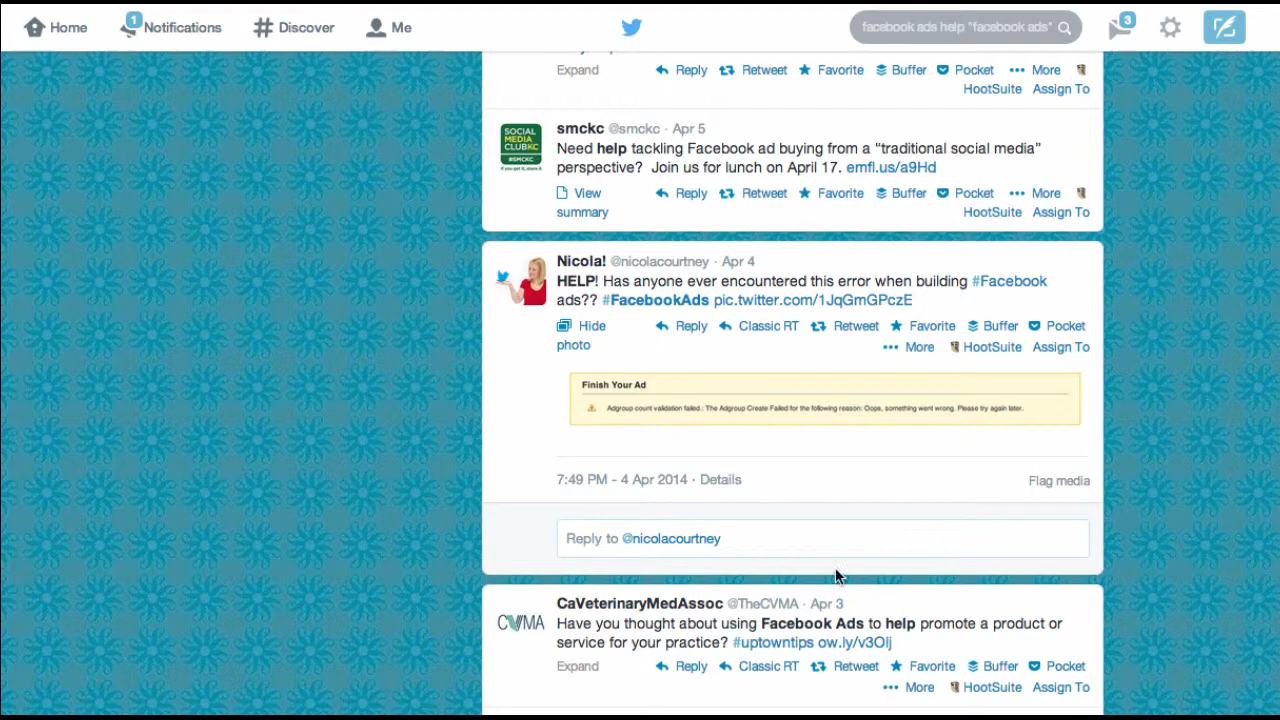 Home 1 Notifications Discover Me facebook ads help "facebook ads" 3
Expand Reply Retweet Favorite Buffer Pocket More
HootSuite Assign To
SOCIAL MEDIA CLUBKC #SMCKC
smckc @smckc · Apr 5
Need help tackling Facebook ad buying from a "traditional social media"
perspective? Join us for lunch on April 17. emfl.us/a9Hd
View Reply Retweet Favorite Buffer Pocket More
summary HootSuite Assign To
Nicola! @nicolacourtney · Apr 4
HELP! Has anyone ever encountered this error when building #Facebook
ads?? #FacebookAds pic.twitter.com/1JqGmGPczE
Hide Reply Classic RT Retweet Favorite Buffer Pocket
photo More HootSuite Assign To
Finish Your Ad
Adgroup count validation failed : The Adgroup Create Failed for the following reason: Oops, something went wrong. Please try again later.
7:49 PM - 4 Apr 2014 · Details Flag media
Reply to @nicolacourtney
CVMA
CaVeterinaryMedAssoc @TheCVMA · Apr 3
Have you thought about using Facebook Ads to help promote a product or
service for your practice? #uptowntips ow.ly/v3Olj
Expand Reply Classic RT Retweet Favorite Buffer Pocket
More HootSuite Assign To